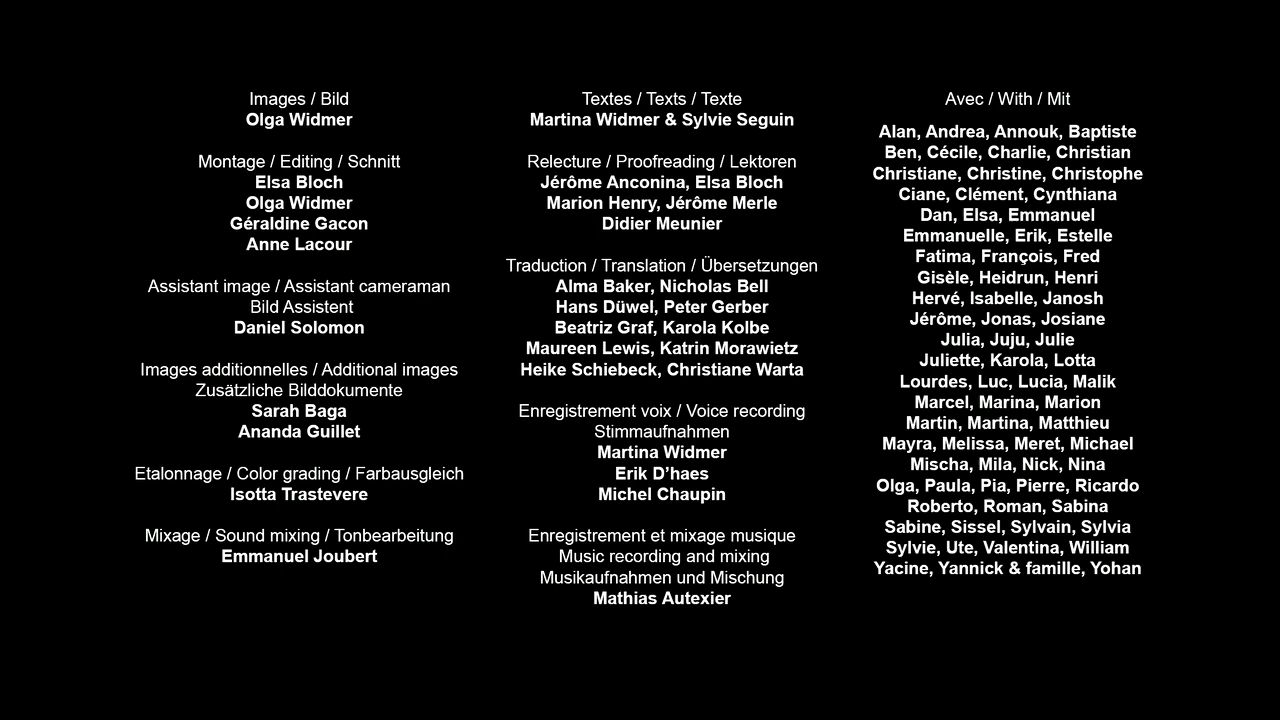 Images / Bild
Olga Widmer
Montage / Editing / Schnitt
Elsa Bloch
Olga Widmer
Géraldine Gacon
Anne Lacour
Assistant image / Assistant cameraman
Bild Assistent
Daniel Solomon
Images additionnelles / Additional images
Zusätzliche Bilddokumente
Sarah Baga
Ananda Guillet
Etalonnage / Color grading / Farbausgleich
Isotta Trastevere
Mixage / Sound mixing / Tonbearbeitung
Emmanuel Joubert
Textes / Texts / Texte
Martina Widmer & Sylvie Seguin
Relecture / Proofreading / Lektoren
Jérôme Anconina, Elsa Bloch
Marion Henry, Jérôme Merle
Didier Meunier
Traduction / Translation / Übersetzungen
Alma Baker, Nicholas Bell
Hans Düwel, Peter Gerber
Beatriz Graf, Karola Kolbe
Maureen Lewis, Katrin Morawietz
Heike Schiebeck, Christiane Warta
Enregistrement voix / Voice recording
Stimmaufnahmen
Martina Widmer
Erik D’haes
Michel Chaupin
Enregistrement et mixage musique
Music recording and mixing
Musikaufnahmen und Mischung
Mathias Autexier
Avec / With / Mit
Alan, Andrea, Annouk, Baptiste
Ben, Cécile, Charlie, Christian
Christiane, Christine, Christophe
Ciane, Clément, Cynthiana
Dan, Elsa, Emmanuel
Emmanuelle, Erik, Estelle
Fatima, François, Fred
Gisèle, Heidrun, Henri
Hervé, Isabelle, Janosh
Jérôme, Jonas, Josiane
Julia, Juju, Julie
Juliette, Karola, Lotta
Lourdes, Luc, Lucia, Malik
Marcel, Marina, Marion
Martin, Martina, Matthieu
Mayra, Melissa, Meret, Michael
Mischa, Mila, Nick, Nina
Olga, Paula, Pia, Pierre, Ricardo
Roberto, Roman, Sabina
Sabine, Sissel, Sylvain, Sylvia
Sylvie, Ute, Valentina, William
Yacine, Yannick & famille, Yohan